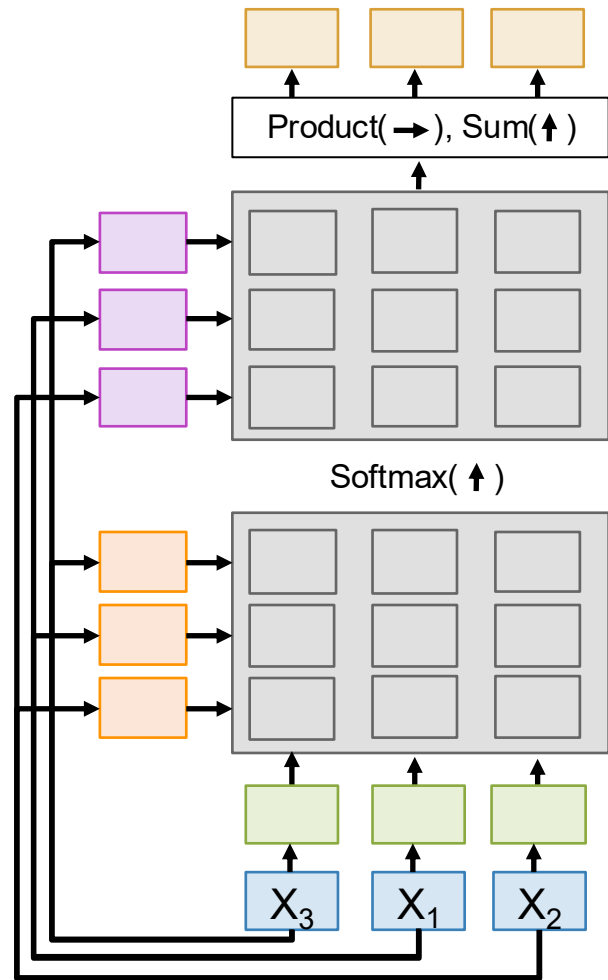 Product(→), Sum(↑)
Softmax(↑)
X₃ X₁ X₂